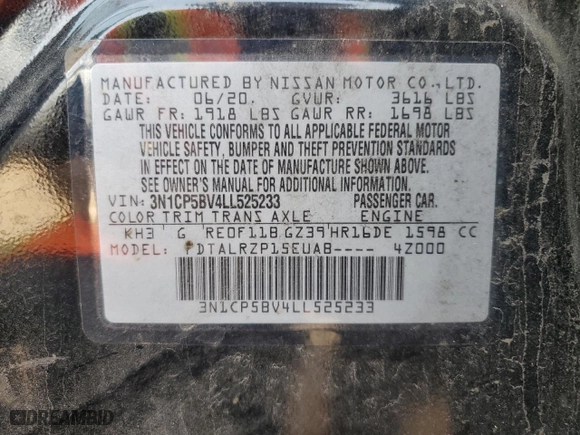 MANUFACTURED BY NISSAN MOTOR CO.,LTD.
DATE: 06/20. GVWR: 3616 LBS
GAWR FR: 1918 LBS GAWR RR: 1698 LBS
THIS VEHICLE CONFORMS TO ALL APPLICABLE FEDERAL MOTOR
VEHICLE SAFETY, BUMPER AND THEFT PREVENTION STANDARDS
IN EFFECT ON THE DATE OF MANUFACTURE SHOWN ABOVE.
SEE OWNER'S MANUAL FOR ADDITIONAL INFORMATION.
VIN: 3N1CP5BV4LL525233 PASSENGER CAR.
COLOR TRIM TRANS AXLE ENGINE
KH3 G RE0F11B GZ39 HR16DE 1598 CC
MODEL: PDTALRZP15EUAB---- 4Z000
3N1CP5BV4LL525233
DREAMBID